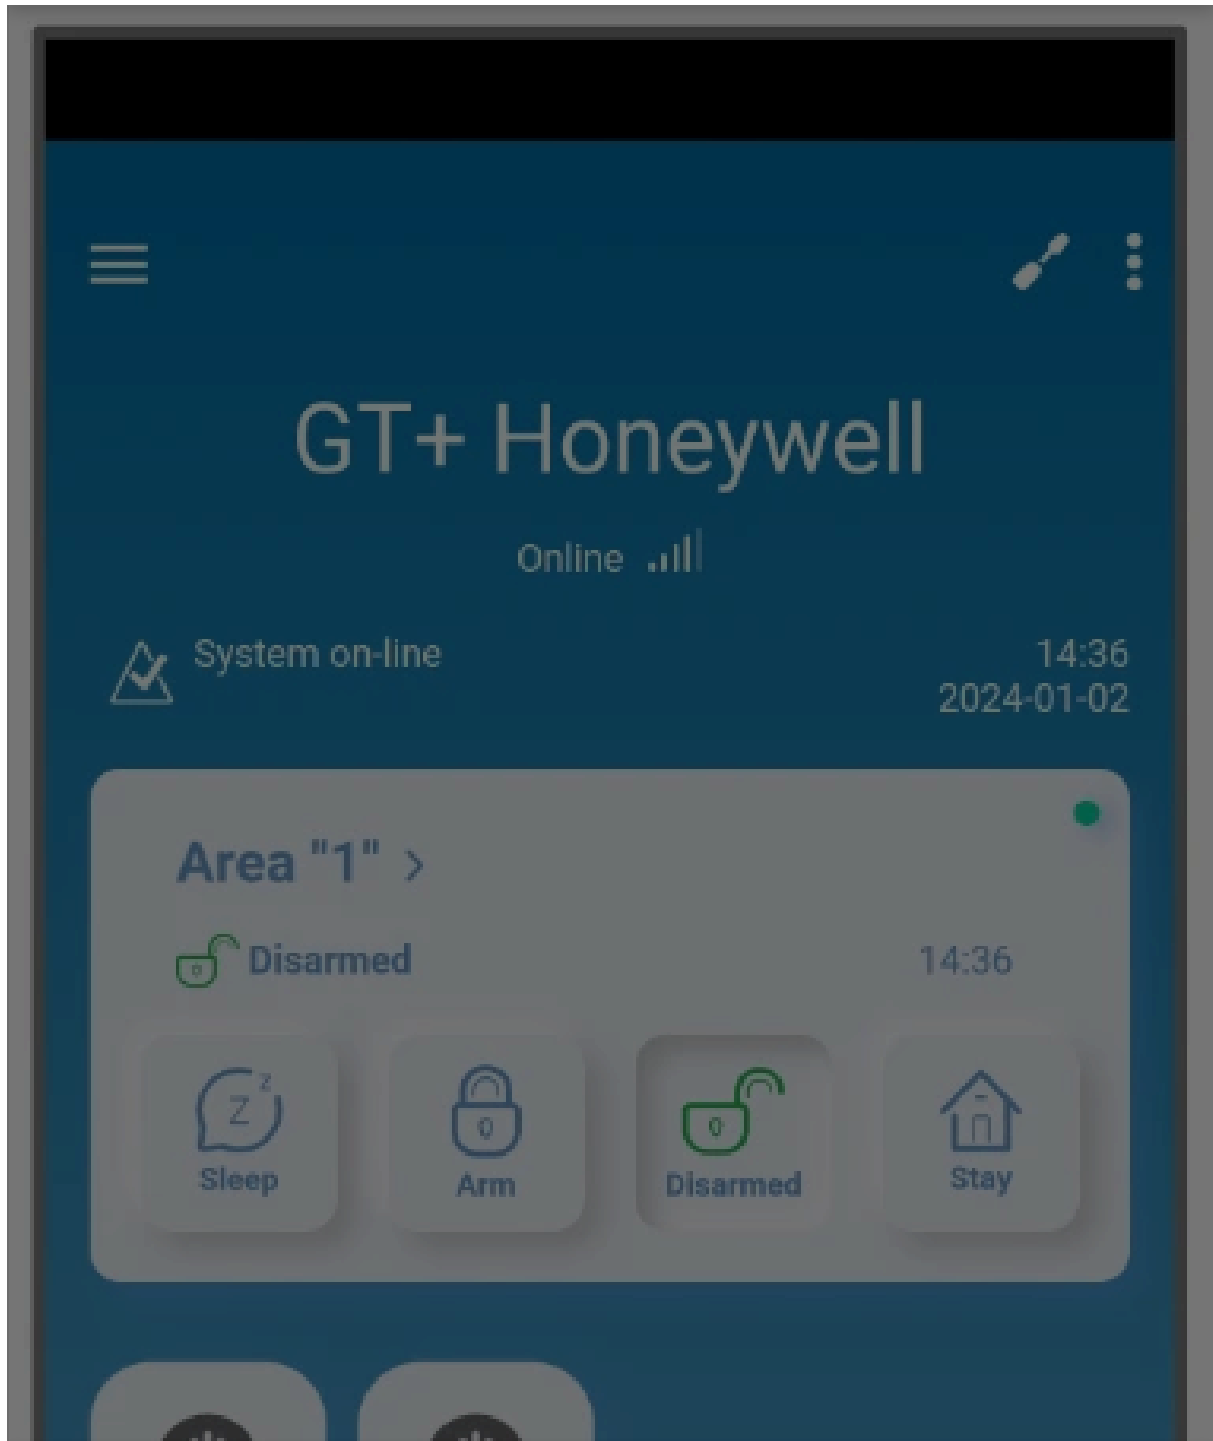 GT+ Honeywell
Online
System on-line
14:36
2024-01-02
Area "1" >
Disarmed
14:36
Sleep
Arm
Disarmed
Stay